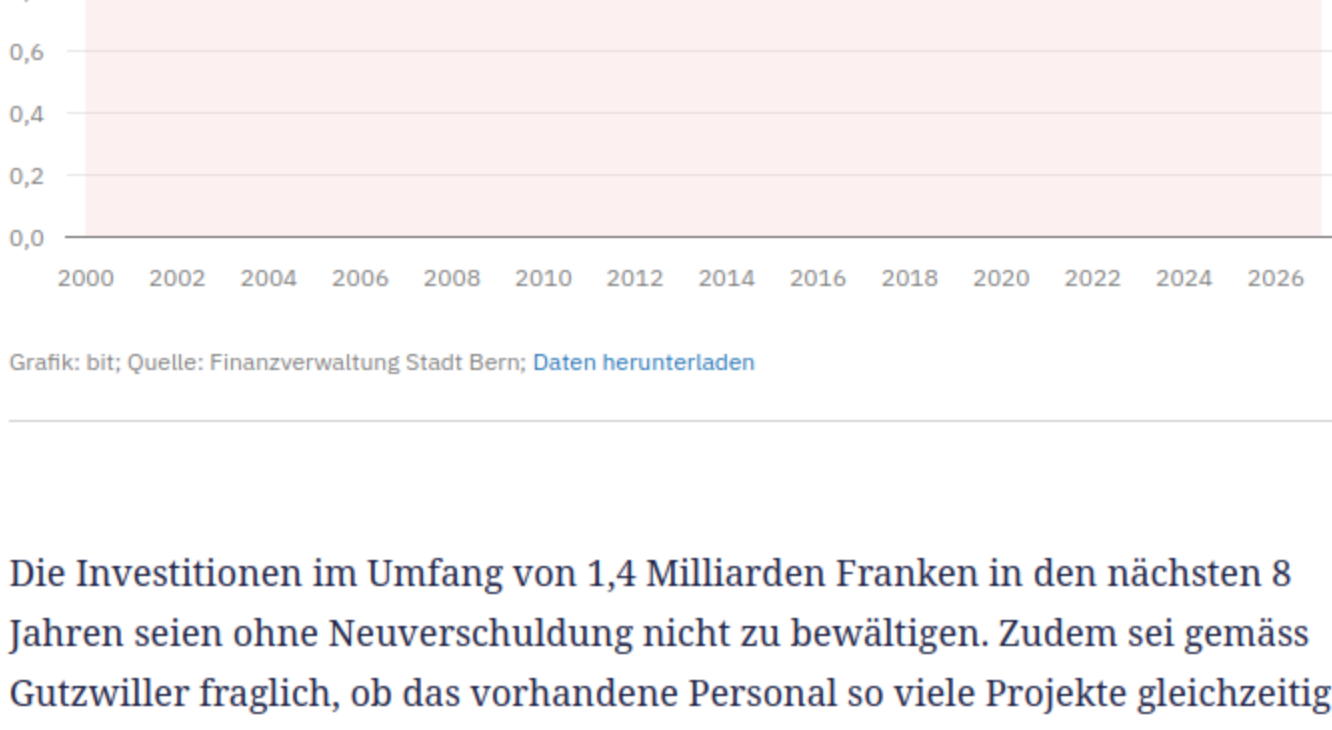 0,6
0,4
0,2
0,0
2000 2002 2004 2006 2008 2010 2012 2014 2016 2018 2020 2022 2024 2026
Grafik: bit; Quelle: Finanzverwaltung Stadt Bern; Daten herunterladen
Die Investitionen im Umfang von 1,4 Milliarden Franken in den nächsten 8
Jahren seien ohne Neuverschuldung nicht zu bewältigen. Zudem sei gemäss
Gutzwiller fraglich, ob das vorhandene Personal so viele Projekte gleichzeitig